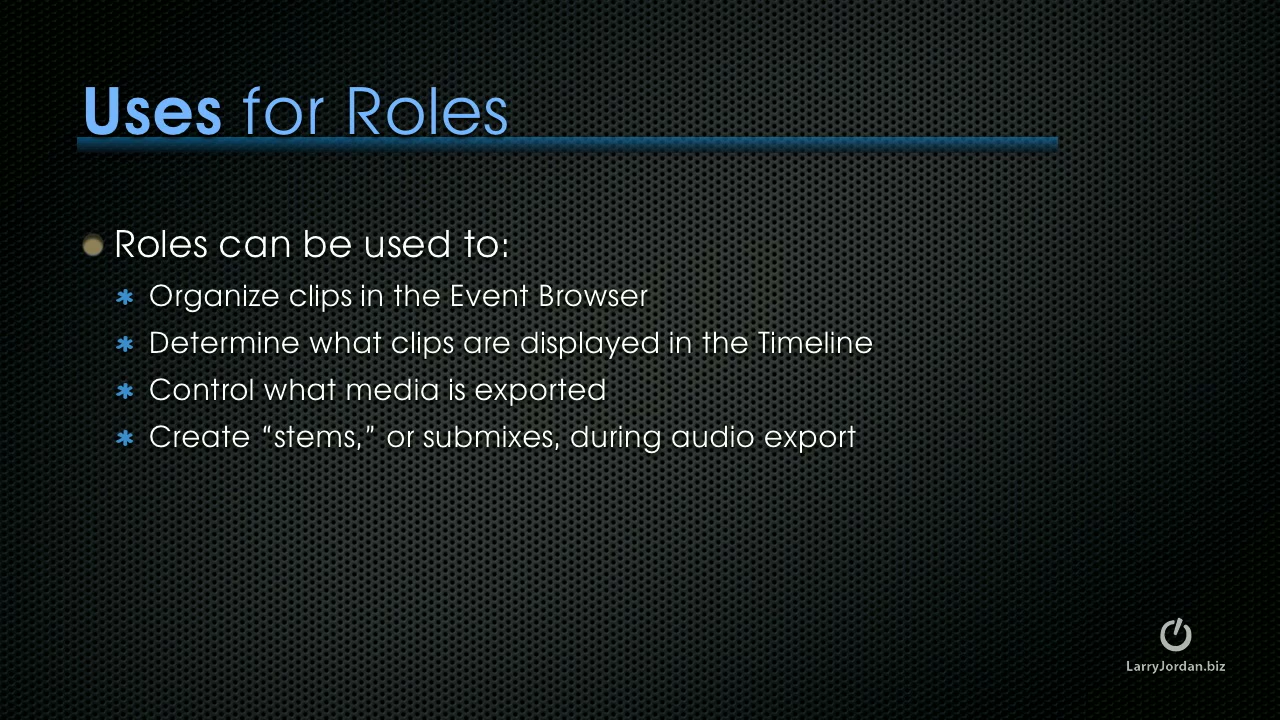 Uses for Roles
Roles can be used to:
Organize clips in the Event Browser
Determine what clips are displayed in the Timeline
Control what media is exported
Create “stems,” or submixes, during audio export
LarryJordan.biz